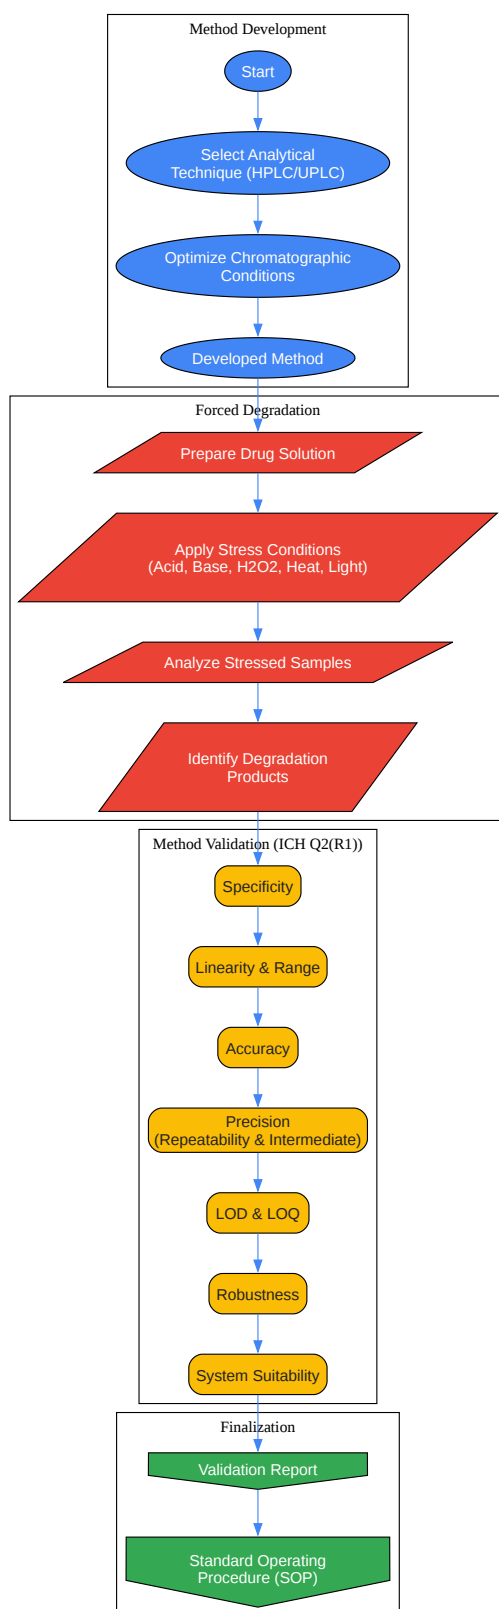 Method Development
Start
Select Analytical
Technique (HPLC/UPLC)
Optimize Chromatographic
Conditions
Developed Method
Forced Degradation
Prepare Drug Solution
Apply Stress Conditions
(Acid, Base, H2O2, Heat, Light)
Analyze Stressed Samples
Identify Degradation
Products
Method Validation (ICH Q2(R1))
Specificity
Linearity & Range
Accuracy
Precision
(Repeatability & Intermediate)
LOD & LOQ
Robustness
System Suitability
Finalization
Validation Report
Standard Operating
Procedure (SOP)